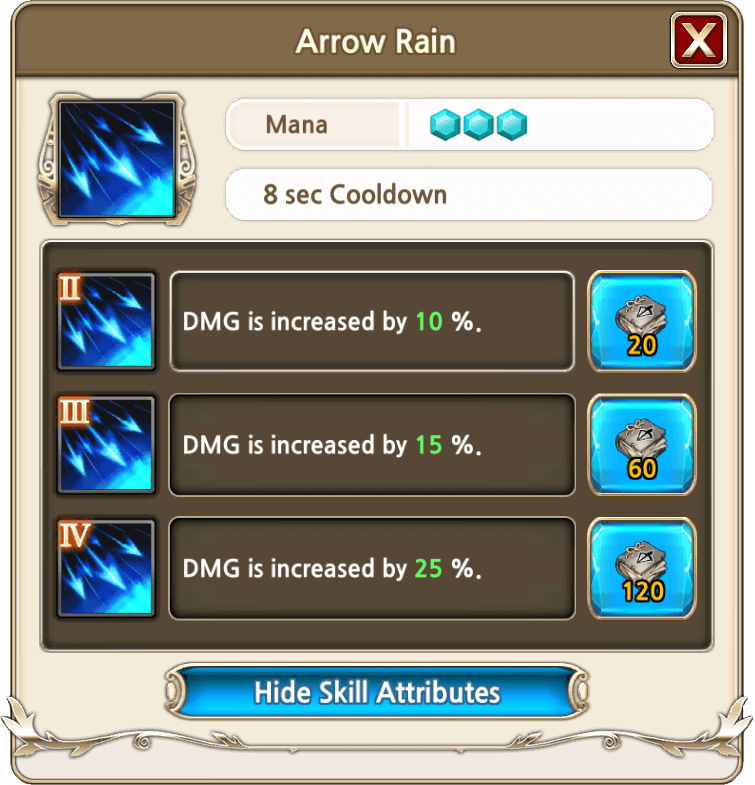 Arrow Rain
X
Mana
8 sec Cooldown
II
DMG is increased by 10 %.
20
III
DMG is increased by 15 %.
60
IV
DMG is increased by 25 %.
120
Hide Skill Attributes